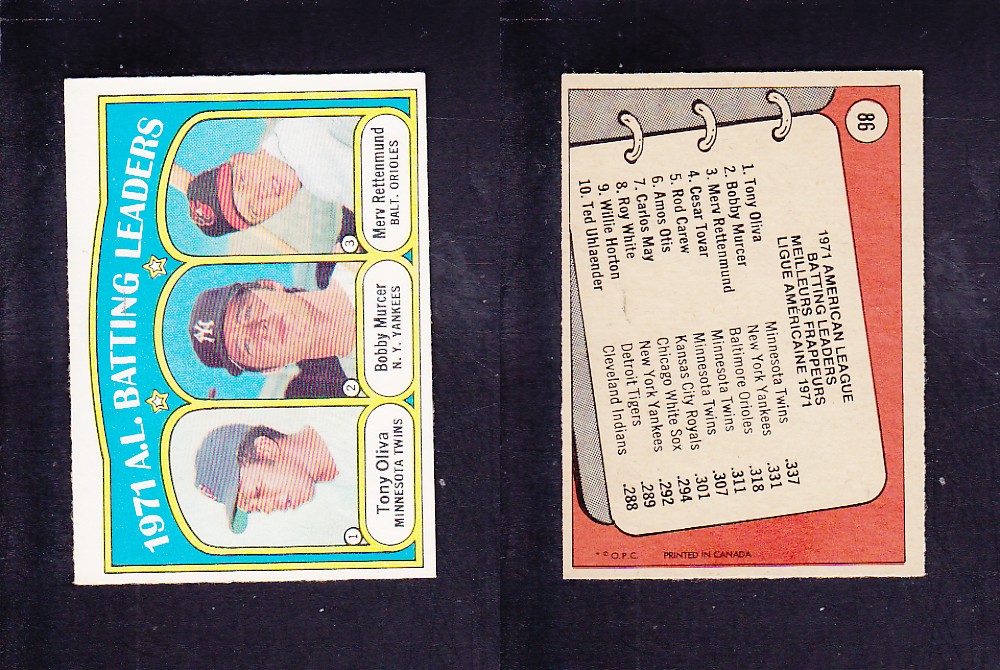 1971 A.L. BATTING LEADERS
1
Tony Oliva
MINNESOTA TWINS
2
Bobby Murcer
N. Y. YANKEES
3
Merv Rettenmund
BALT. ORIOLES
86
1971 AMERICAN LEAGUE
BATTING LEADERS
MEILLEURS FRAPPEURS
LIGUE AMÉRICAINE 1971
1. Tony Oliva Minnesota Twins .337
2. Bobby Murcer New York Yankees .331
3. Merv Rettenmund Baltimore Orioles .318
4. Cesar Tovar Minnesota Twins .311
5. Rod Carew Minnesota Twins .307
6. Amos Otis Kansas City Royals .301
7. Carlos May Chicago White Sox .294
8. Roy White New York Yankees .292
9. Willie Horton Detroit Tigers .289
10. Ted Uhlaender Cleveland Indians .288
* © O.P.C. PRINTED IN CANADA